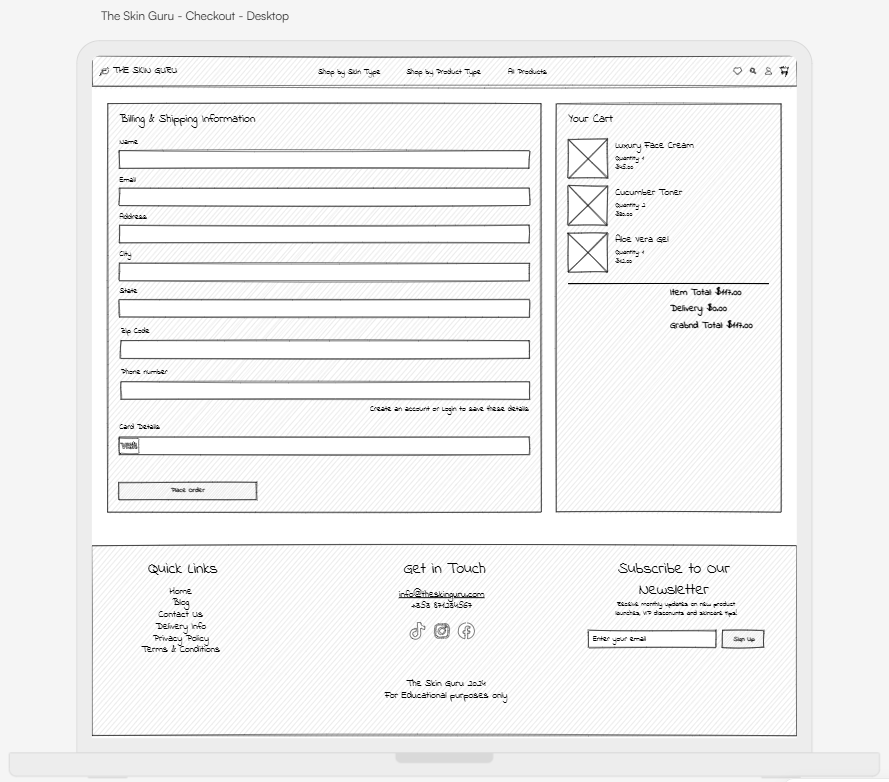 The Skin Guru - Checkout - Desktop
THE SKIN GURU
Shop by Skin Type
Shop by Product Type
All Products
Billing & Shipping Information
Name
Email
Address
City
State
Zip Code
Phone number
Create an account or Login to save these details
Card Details
Place Order
Your Cart
Luxury Face Cream
Quantity 1
$45.00
Cucumber Toner
Quantity 2
Aloe Vera Gel
Quantity 1
Item Total $117.00
Delivery $0.00
Grabnd Total $117.00
Quick Links
Home
Blog
Contact Us
Delivery Info
Privacy Policy
Terms & Conditions
Get in Touch
info@theskinguru.com
+353 871234567
The Skin Guru 2024
For Educational purposes only
Subscribe to Our
Newsletter
Receive monthly updates on new product
launches, VIP discounts and skincare tips!
Enter your email
Sign Up